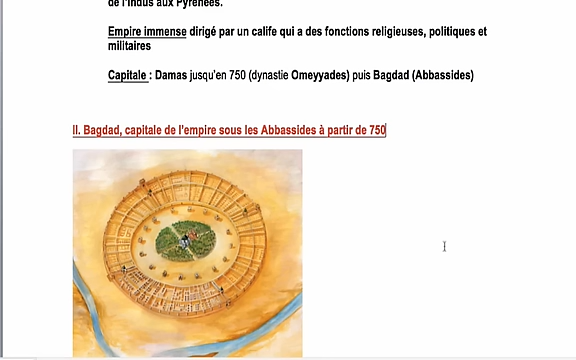 de l'Indus aux Pyrénées.
Empire immense dirigé par un calife qui a des fonctions religieuses, politiques et
militaires
Capitale : Damas jusqu'en 750 (dynastie Omeyyades) puis Bagdad (Abbassides)
II. Bagdad, capitale de l'empire sous les Abbassides à partir de 750